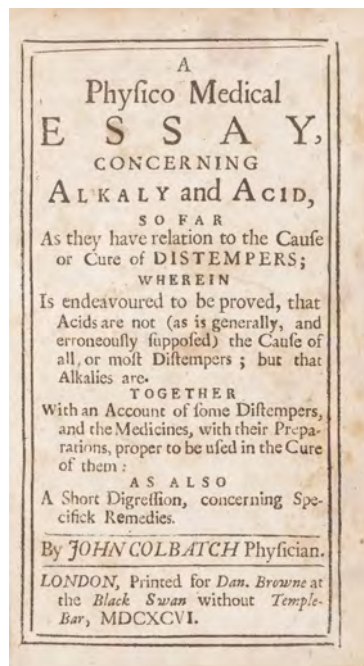 A
Phyſico Medical
ESSAY,
CONCERNING
ALKALY and ACID,
SO FAR
As they have relation to the Cauſe
or Cure of DISTEMPERS;
WHEREIN
Is endeavoured to be proved, that
Acids are not (as is generally, and
erroneouſly ſuppoſed) the Cauſe of
all, or moſt Diſtempers ; but that
Alkalies are.
TOGETHER
With an Account of ſome Diſtempers,
and the Medicines, with their Prepa-
rations, proper to be uſed in the Cure
of them :
AS ALSO
A Short Digreſſion, concerning Spe-
cifick Remedies.
By JOHN COLBATCH Phyſician.
LONDON, Printed for Dan. Browne at
the Black Swan without Temple-
Bar, MDCXCVI.